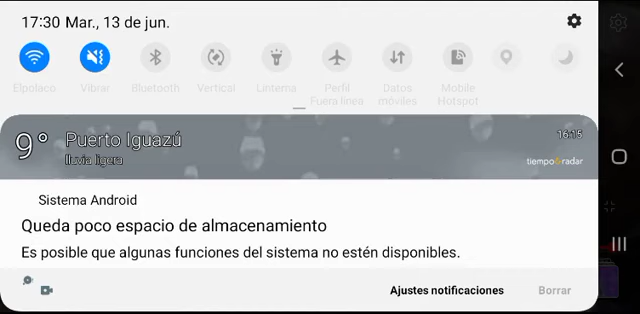 17:30 Mar., 13 de jun.
Elpolaco
Vibrar
Bluetooth
Vertical
Linterna
Perfil
Fuera línea
Datos
móviles
Mobile
Hotspot
9° Puerto Iguazú
lluvia ligera
16:15
tiempo&radar
Sistema Android
Queda poco espacio de almacenamiento
Es posible que algunas funciones del sistema no estén disponibles.
Ajustes notificaciones
Borrar